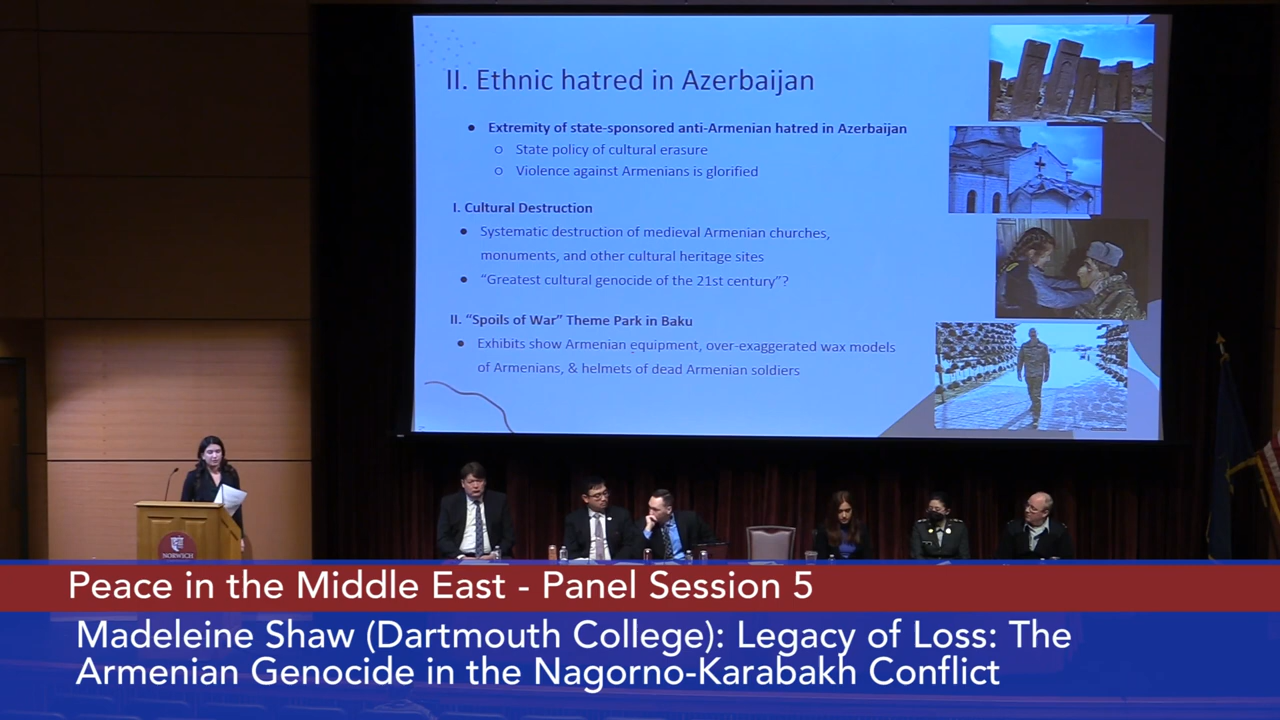 II. Ethnic hatred in Azerbaijan
● Extremity of state-sponsored anti-Armenian hatred in Azerbaijan
○ State policy of cultural erasure
○ Violence against Armenians is glorified
I. Cultural Destruction
● Systematic destruction of medieval Armenian churches,
monuments, and other cultural heritage sites
● “Greatest cultural genocide of the 21st century”?
II. “Spoils of War” Theme Park in Baku
● Exhibits show Armenian equipment, over-exaggerated wax models
of Armenians, & helmets of dead Armenian soldiers
NORWICH
Peace in the Middle East - Panel Session 5
Madeleine Shaw (Dartmouth College): Legacy of Loss: The
Armenian Genocide in the Nagorno-Karabakh Conflict